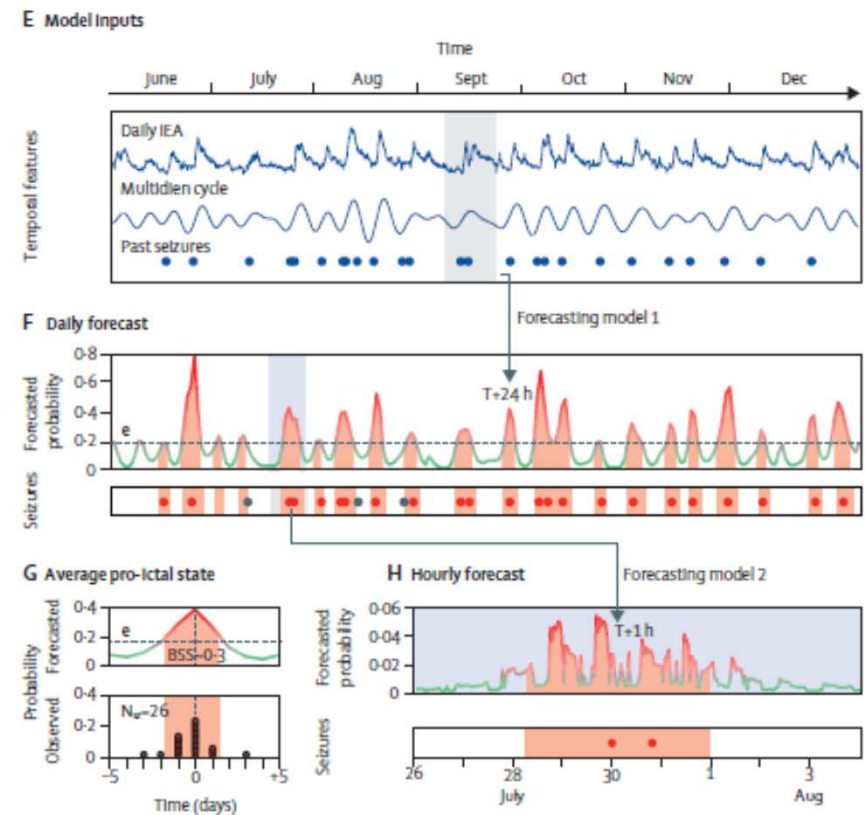 E Model inputs
Time
June July Aug Sept Oct Nov Dec
Temporal features
Daily IEA
Multidien cycle
Past seizures
F Daily forecast
Forecasting model 1
Forecasted probability
0·8
0·6
0·4
0·2
0
e
T+24 h
Seizures
G Average pro-ictal state
Probability
Forecasted
0·4
0·2
0
e
BSS=0·3
Observed
0·4
0·2
0
–5 0 +5
Time (days)
H Hourly forecast
Forecasting model 2
Forecasted probability
0·06
0·04
0·02
0
T+1 h
Seizures
26 28 30 1 3
July Aug